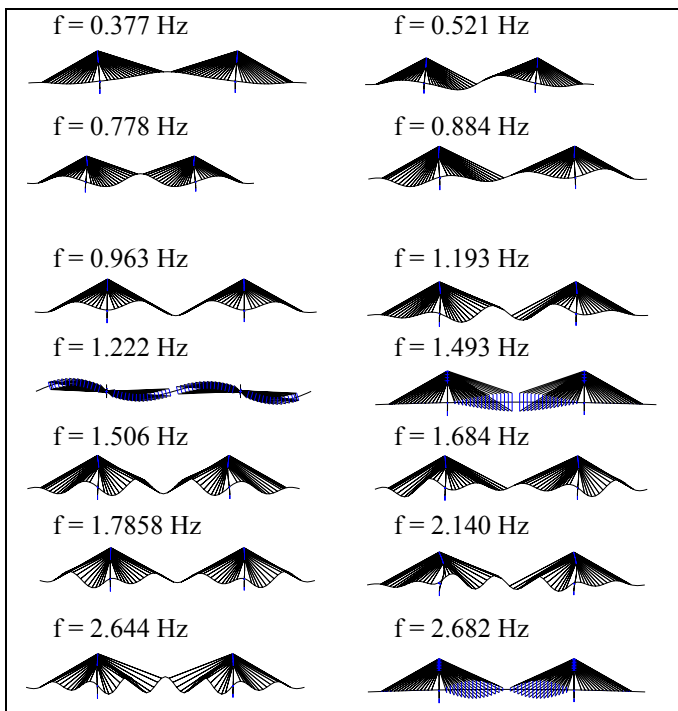 f = 0.377 Hz
f = 0.521 Hz
f = 0.778 Hz
f = 0.884 Hz
f = 0.963 Hz
f = 1.193 Hz
f = 1.222 Hz
f = 1.493 Hz
f = 1.506 Hz
f = 1.684 Hz
f = 1.7858 Hz
f = 2.140 Hz
f = 2.644 Hz
f = 2.682 Hz